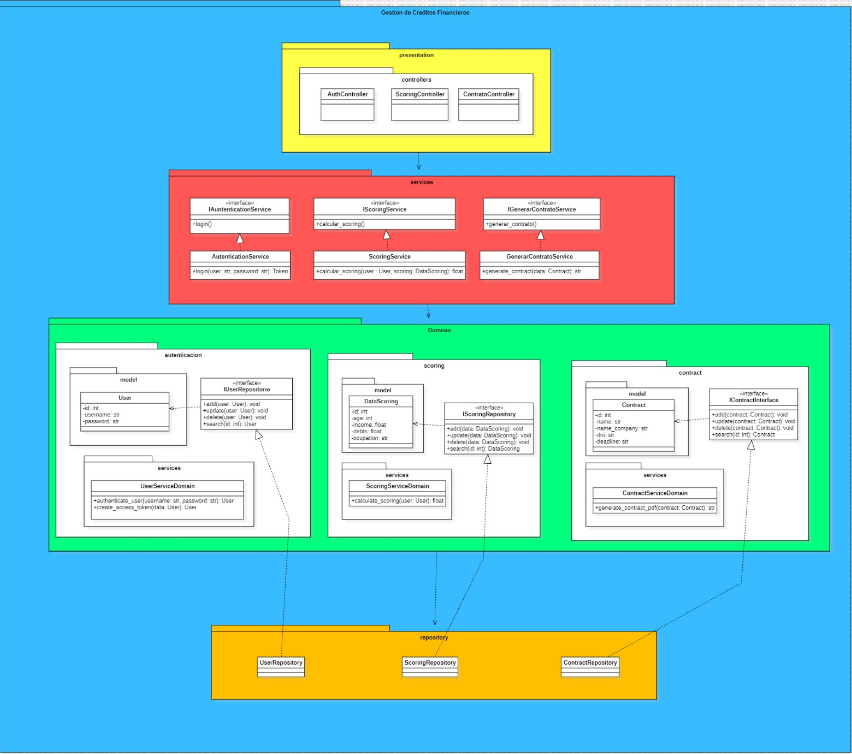 Gestion de Creditos Financieros
presentation
controllers
AuthController
ScoringController
ContratoController
services
«interface»
IAuntenticationService
+login()
«interface»
IScoringService
+calcular_scoring()
«interface»
IGenerarContratoService
+generar_contrato()
AutenticationService
+login(user: str, password: str): Token
ScoringService
+calcular_scoring(user : User, scoring: DataScoring): float
GenerarContratoService
+generate_contract(data: Contract): str
Dominio
autenticacion
model
User
-id: int
-username: str
-password: str
«interface»
IUserRepositorio
+add(user: User): void
+update(user: User): void
+delete(user: User): void
+search(id: int): User
services
UserServiceDomain
+authenticate_user(username: str, password: str): User
+create_access_token(data: User): User
scoring
model
DataScoring
-id: int
-age: int
-income: float
-debts: float
-ocupation: str
«interface»
IScoringRepository
+add(data: DataScoring): void
+update(data: DataScoring): void
+delete(data: DataScoring): void
+search(id: int): DataScoring
services
ScoringServiceDomain
+calculate_scoring(user: User): float
contract
model
Contract
-id: int
-name: str
-name_company: str
-dni: str
-deadline: str
«interface»
IContractInterface
+add(contract: Contract): void
+update(contract: Contract): void
+delete(contract: Contract): void
+search(id: int): Contract
services
ContractServiceDomain
+generate_contract_pdf(contract: Contract): str
repository
UserRepository
ScoringRepository
ContractRepository